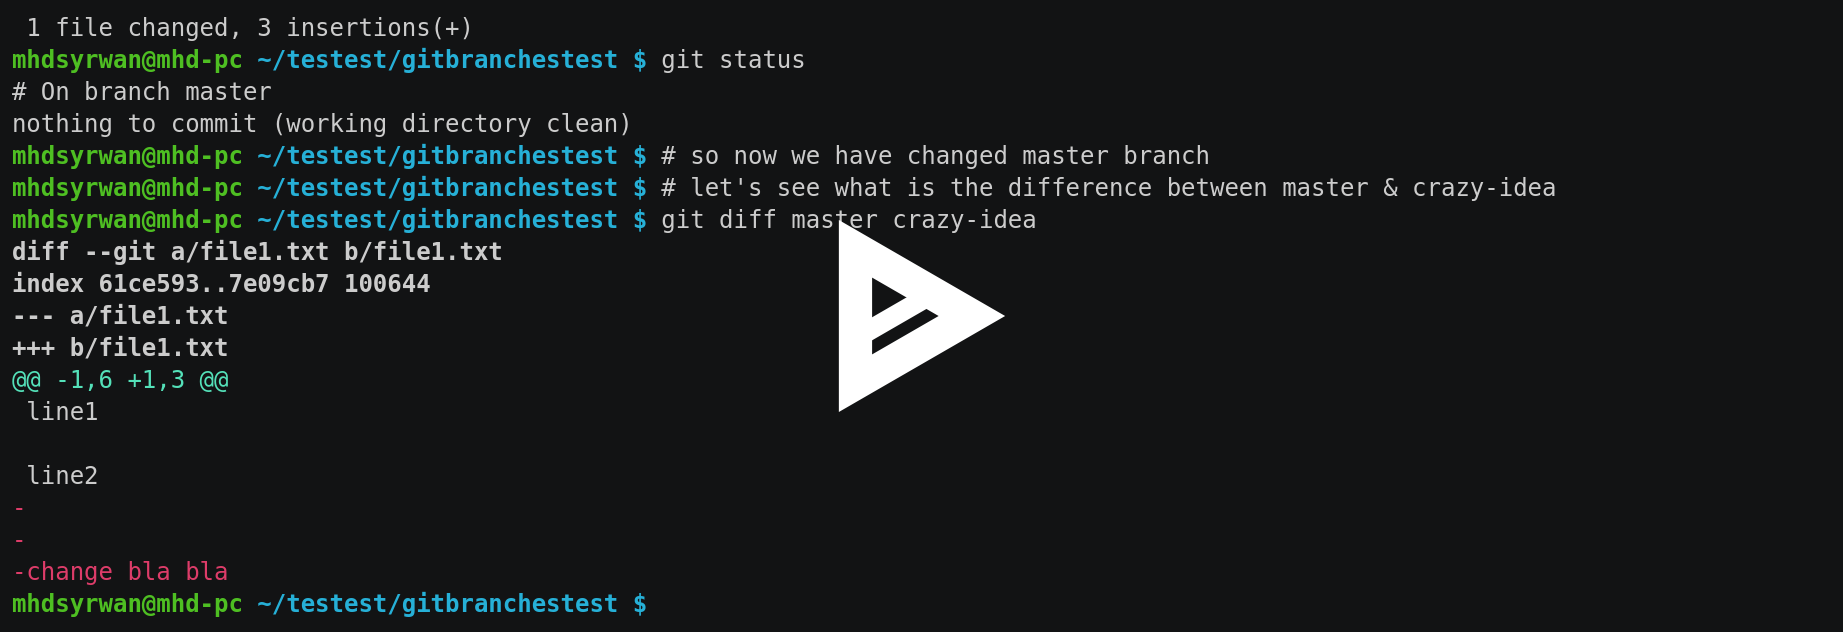 1 file changed, 3 insertions(+)
mhdsyrwan@mhd-pc ~/testest/gitbranchestest $ git status
# On branch master
nothing to commit (working directory clean)
mhdsyrwan@mhd-pc ~/testest/gitbranchestest $ # so now we have changed master branch
mhdsyrwan@mhd-pc ~/testest/gitbranchestest $ # let's see what is the difference between master & crazy-idea
mhdsyrwan@mhd-pc ~/testest/gitbranchestest $ git diff master crazy-idea
diff --git a/file1.txt b/file1.txt
index 61ce593..7e09cb7 100644
--- a/file1.txt
+++ b/file1.txt
@@ -1,6 +1,3 @@
 line1

 line2
-
-
-change bla bla
mhdsyrwan@mhd-pc ~/testest/gitbranchestest $